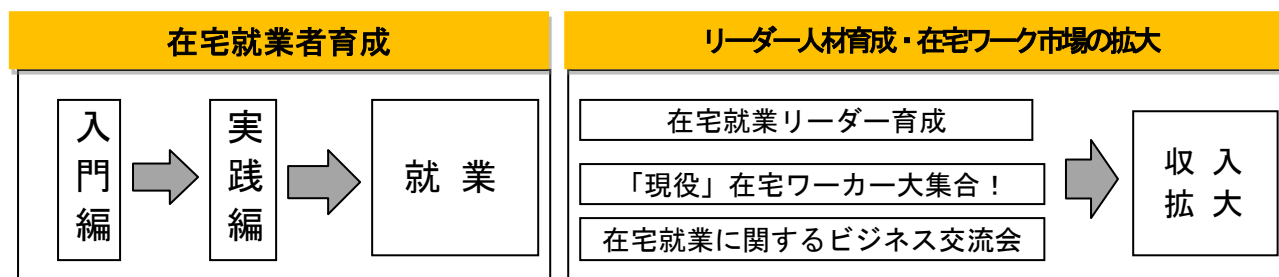 在宅就業者育成
入門編
実践編
就業
リーダー人材育成・在宅ワーク市場の拡大
在宅就業リーダー育成
「現役」在宅ワーカー大集合！
在宅就業に関するビジネス交流会
収入
拡大